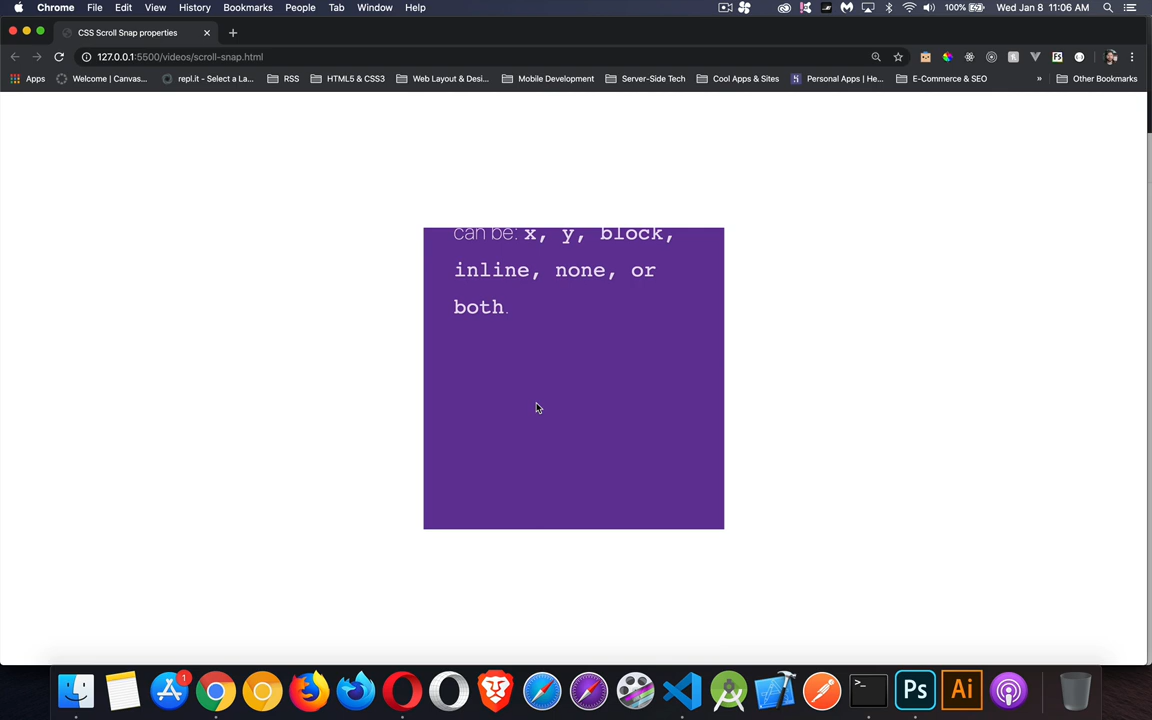 Chrome File Edit View History Bookmarks People Tab Window Help 100% Wed Jan 8 11:06 AM
CSS Scroll Snap properties
127.0.0.1:5500/videos/scroll-snap.html
Apps Welcome | Canvas... repl.it - Select a La... RSS HTML5 & CSS3 Web Layout & Desi... Mobile Development Server-Side Tech Cool Apps & Sites Personal Apps | He... E-Commerce & SEO » Other Bookmarks
can be: x, y, block,
inline, none, or
both.
1
>_ Ps Ai